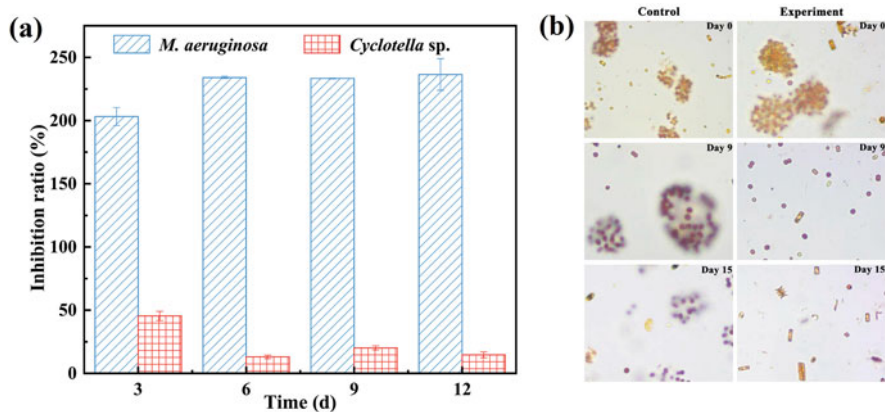 (a)
M. aeruginosa
Cyclotella sp.
Inhibition ratio (%)
250
200
150
100
50
0
3 6 9 12
Time (d)
(b)
Control Experiment
Day 0 Day 0
Day 9 Day 9
Day 15 Day 15